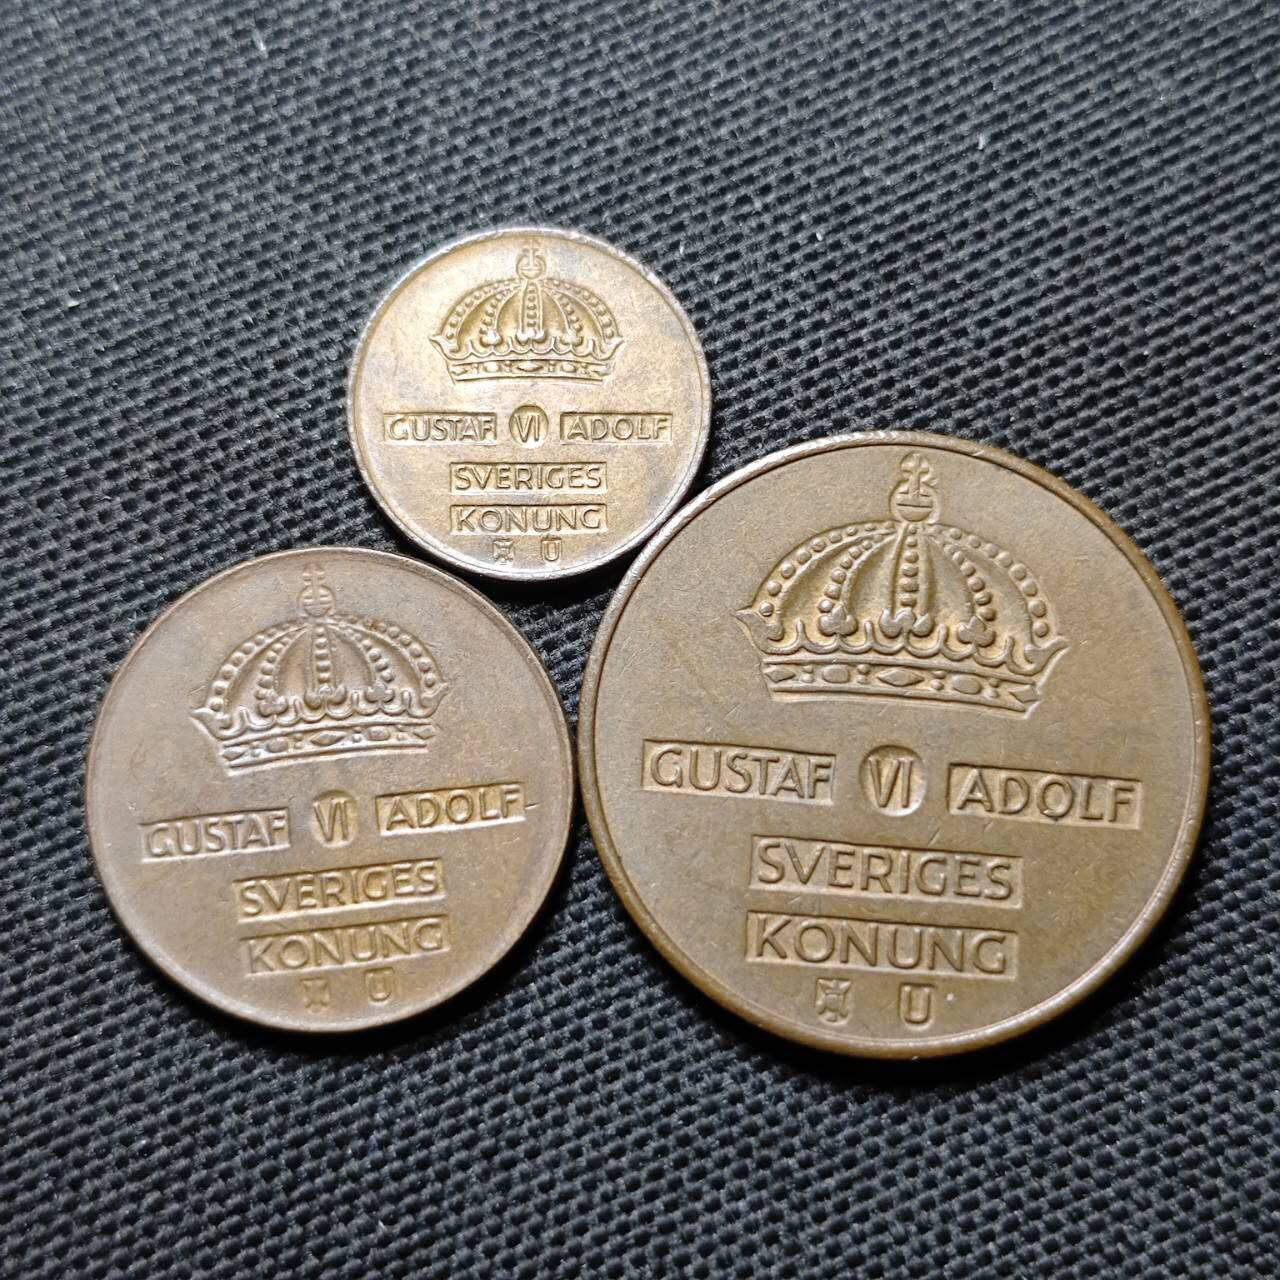 GUSTAF VI ADOLF
SVERIGES
KONUNG
U
GUSTAF VI ADOLF
SVERIGES
KONUNG
U
GUSTAF VI ADOLF
SVERIGES
KONUNG
U